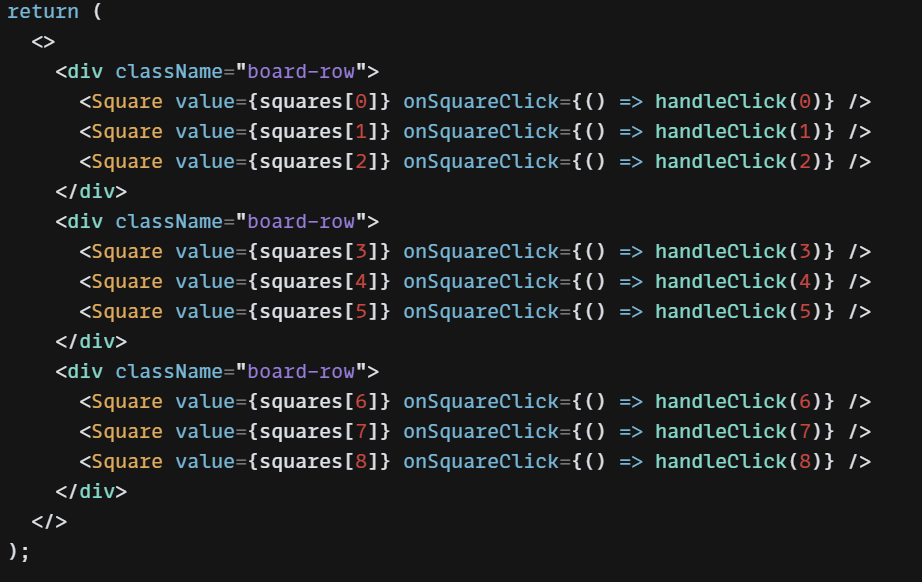 return (
  <>
    <div className="board-row">
      <Square value={squares[0]} onSquareClick={() => handleClick(0)} />
      <Square value={squares[1]} onSquareClick={() => handleClick(1)} />
      <Square value={squares[2]} onSquareClick={() => handleClick(2)} />
    </div>
    <div className="board-row">
      <Square value={squares[3]} onSquareClick={() => handleClick(3)} />
      <Square value={squares[4]} onSquareClick={() => handleClick(4)} />
      <Square value={squares[5]} onSquareClick={() => handleClick(5)} />
    </div>
    <div className="board-row">
      <Square value={squares[6]} onSquareClick={() => handleClick(6)} />
      <Square value={squares[7]} onSquareClick={() => handleClick(7)} />
      <Square value={squares[8]} onSquareClick={() => handleClick(8)} />
    </div>
  </>
);